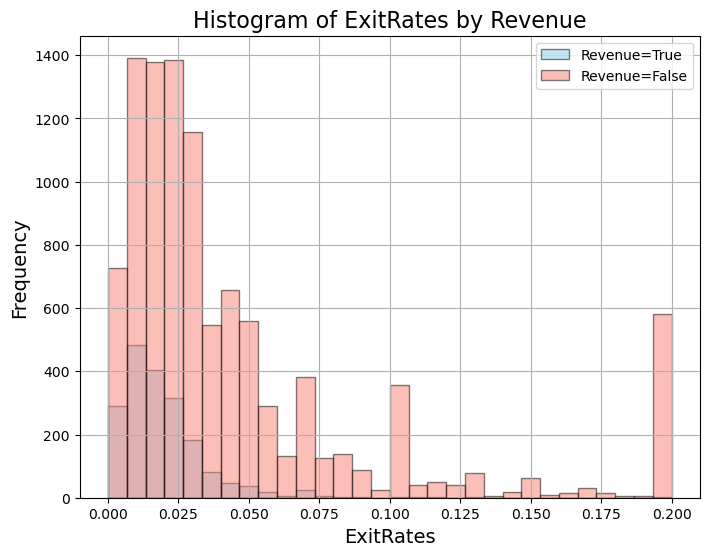 Histogram of ExitRates by Revenue
Revenue=True
Revenue=False
Frequency
1400
1200
1000
800
600
400
200
0
0.000 0.025 0.050 0.075 0.100 0.125 0.150 0.175 0.200
ExitRates